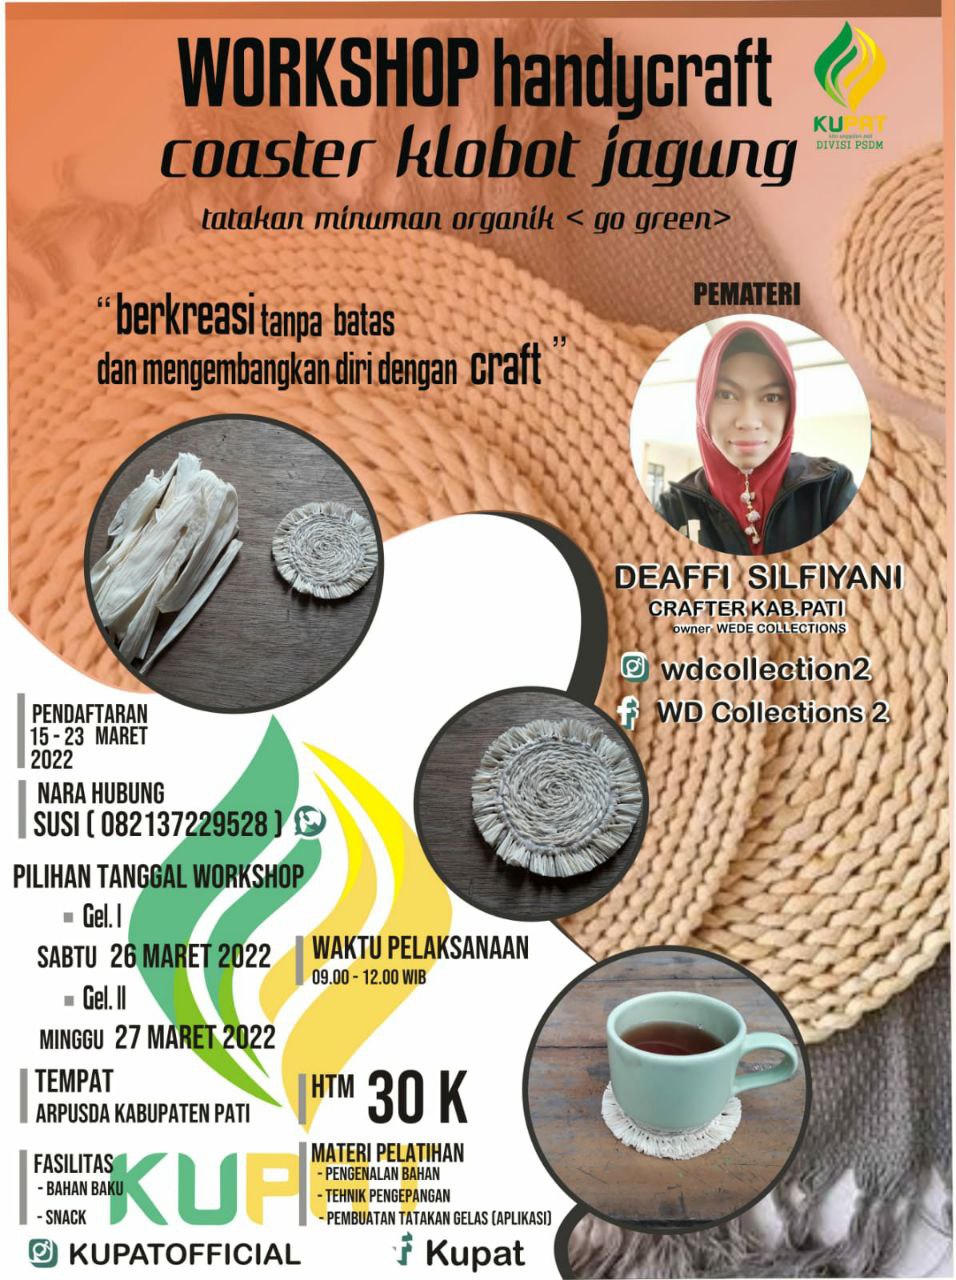 WORKSHOP handycraft
coaster klobot jagung
tatakan minuman organik < go green>
KUPAT
DIVISI PSDM
“berkreasi tanpa batas
dan mengembangkan diri dengan craft”
PEMATERI
DEAFFI SILFIYANI
CRAFTER KAB.PATI
owner WEDE COLLECTIONS
wdcollection2
WD Collections 2
PENDAFTARAN
15 - 23 MARET
2022
NARA HUBUNG
SUSI ( 082137229528 )
PILIHAN TANGGAL WORKSHOP
Gel. I
SABTU 26 MARET 2022
Gel. II
MINGGU 27 MARET 2022
WAKTU PELAKSANAAN
09.00 - 12.00 WIB
TEMPAT
ARPUSDA KABUPATEN PATI
HTM 30 K
FASILITAS
- BAHAN BAKU
- SNACK
MATERI PELATIHAN
- PENGENALAN BAHAN
- TEHNIK PENGEPANGAN
- PEMBUATAN TATAKAN GELAS (APLIKASI)
KUPAT
KUPATOFFICIAL
Kupat